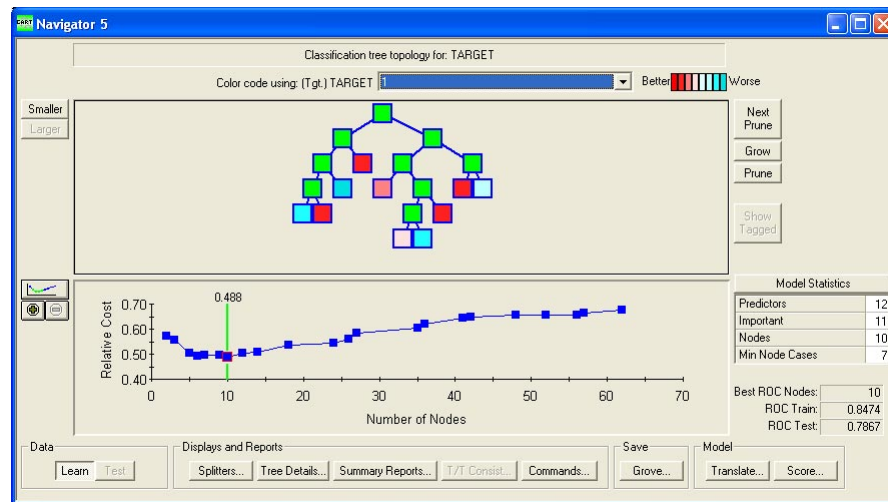 CART Navigator 5
Classification tree topology for: TARGET
Color code using: (Tgt.) TARGET 1 Better Worse
Smaller
Larger
Next Prune
Grow
Prune
Show Tagged
0.488
Relative Cost
0.70
0.60
0.50
0.40
0 10 20 30 40 50 60 70
Number of Nodes
Model Statistics
Predictors 12
Important 11
Nodes 10
Min Node Cases 7
Best ROC Nodes: 10
ROC Train: 0.8474
ROC Test: 0.7867
Data
Learn Test
Displays and Reports
Splitters... Tree Details... Summary Reports... T/T Consist... Commands...
Save
Grove...
Model
Translate... Score...